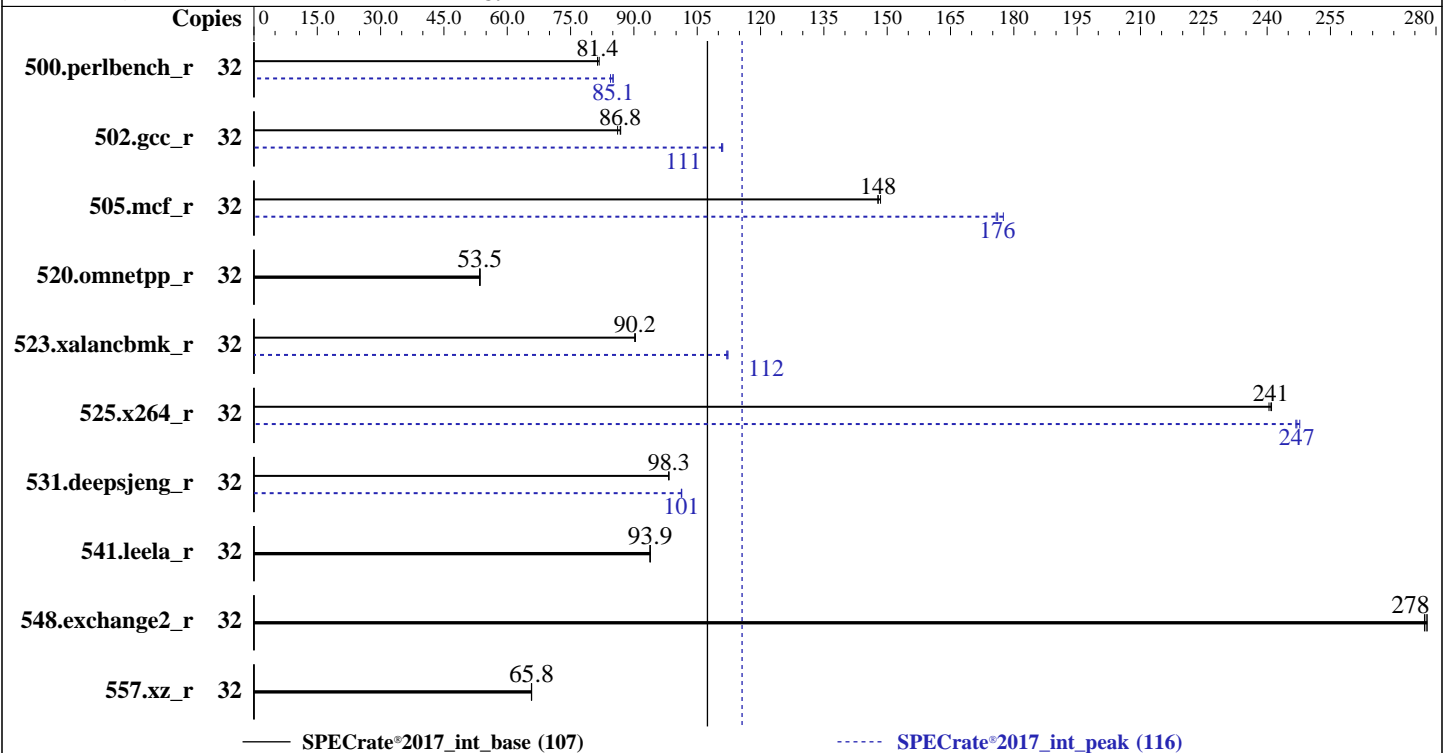 Copies 0 15.0 30.0 45.0 60.0 75.0 90.0 105 120 135 150 165 180 195 210 225 240 255 280
81.4
500.perlbench_r 32
85.1
86.8
502.gcc_r 32
111
148
505.mcf_r 32
176
53.5
520.omnetpp_r 32
90.2
523.xalancbmk_r 32
112
241
525.x264_r 32
247
98.3
531.deepsjeng_r 32
101
93.9
541.leela_r 32
278
548.exchange2_r 32
65.8
557.xz_r 32
SPECrate®2017_int_base (107) SPECrate®2017_int_peak (116)